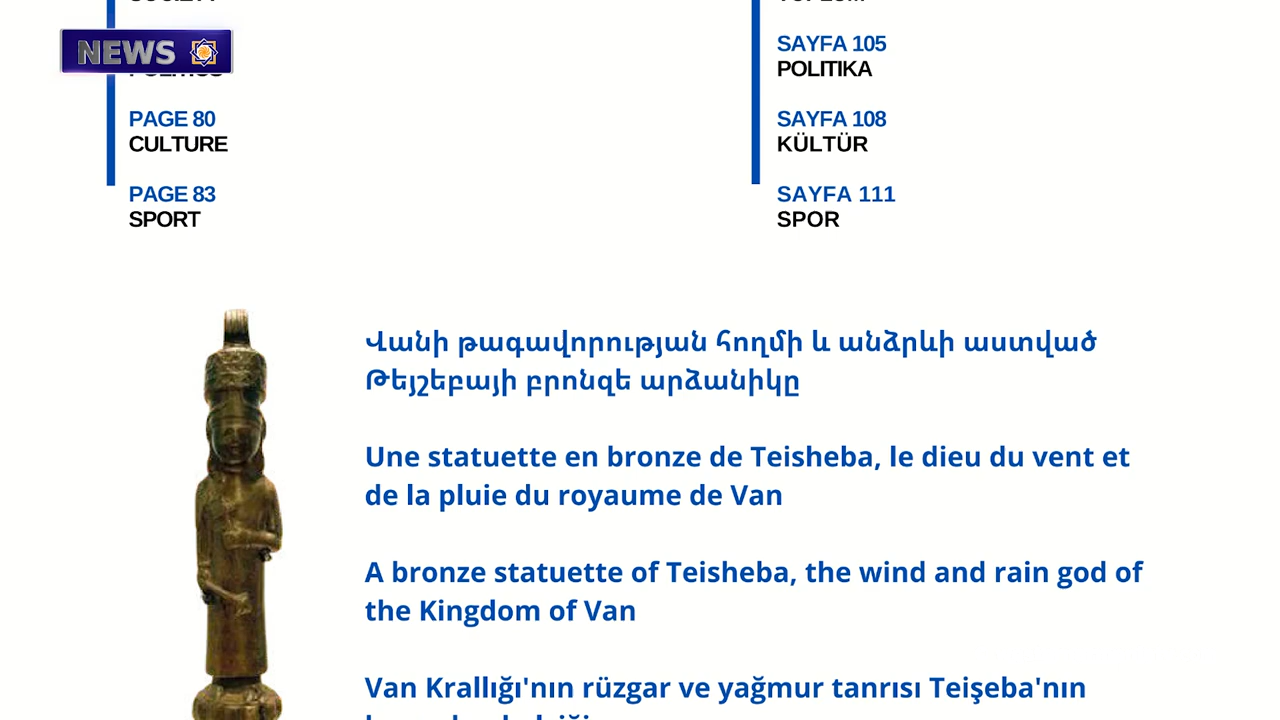 NEWS
PAGE 80
CULTURE
PAGE 83
SPORT
SAYFA 105
POLITIKA
SAYFA 108
KÜLTÜR
SAYFA 111
SPOR
Վանի թագավորության հողմի և անձրևի աստված
Թեյշեբայի բրոնզե արձանիկը
Une statuette en bronze de Teisheba, le dieu du vent et
de la pluie du royaume de Van
A bronze statuette of Teisheba, the wind and rain god of
the Kingdom of Van
Van Krallığı'nın rüzgar ve yağmur tanrısı Teişeba'nın